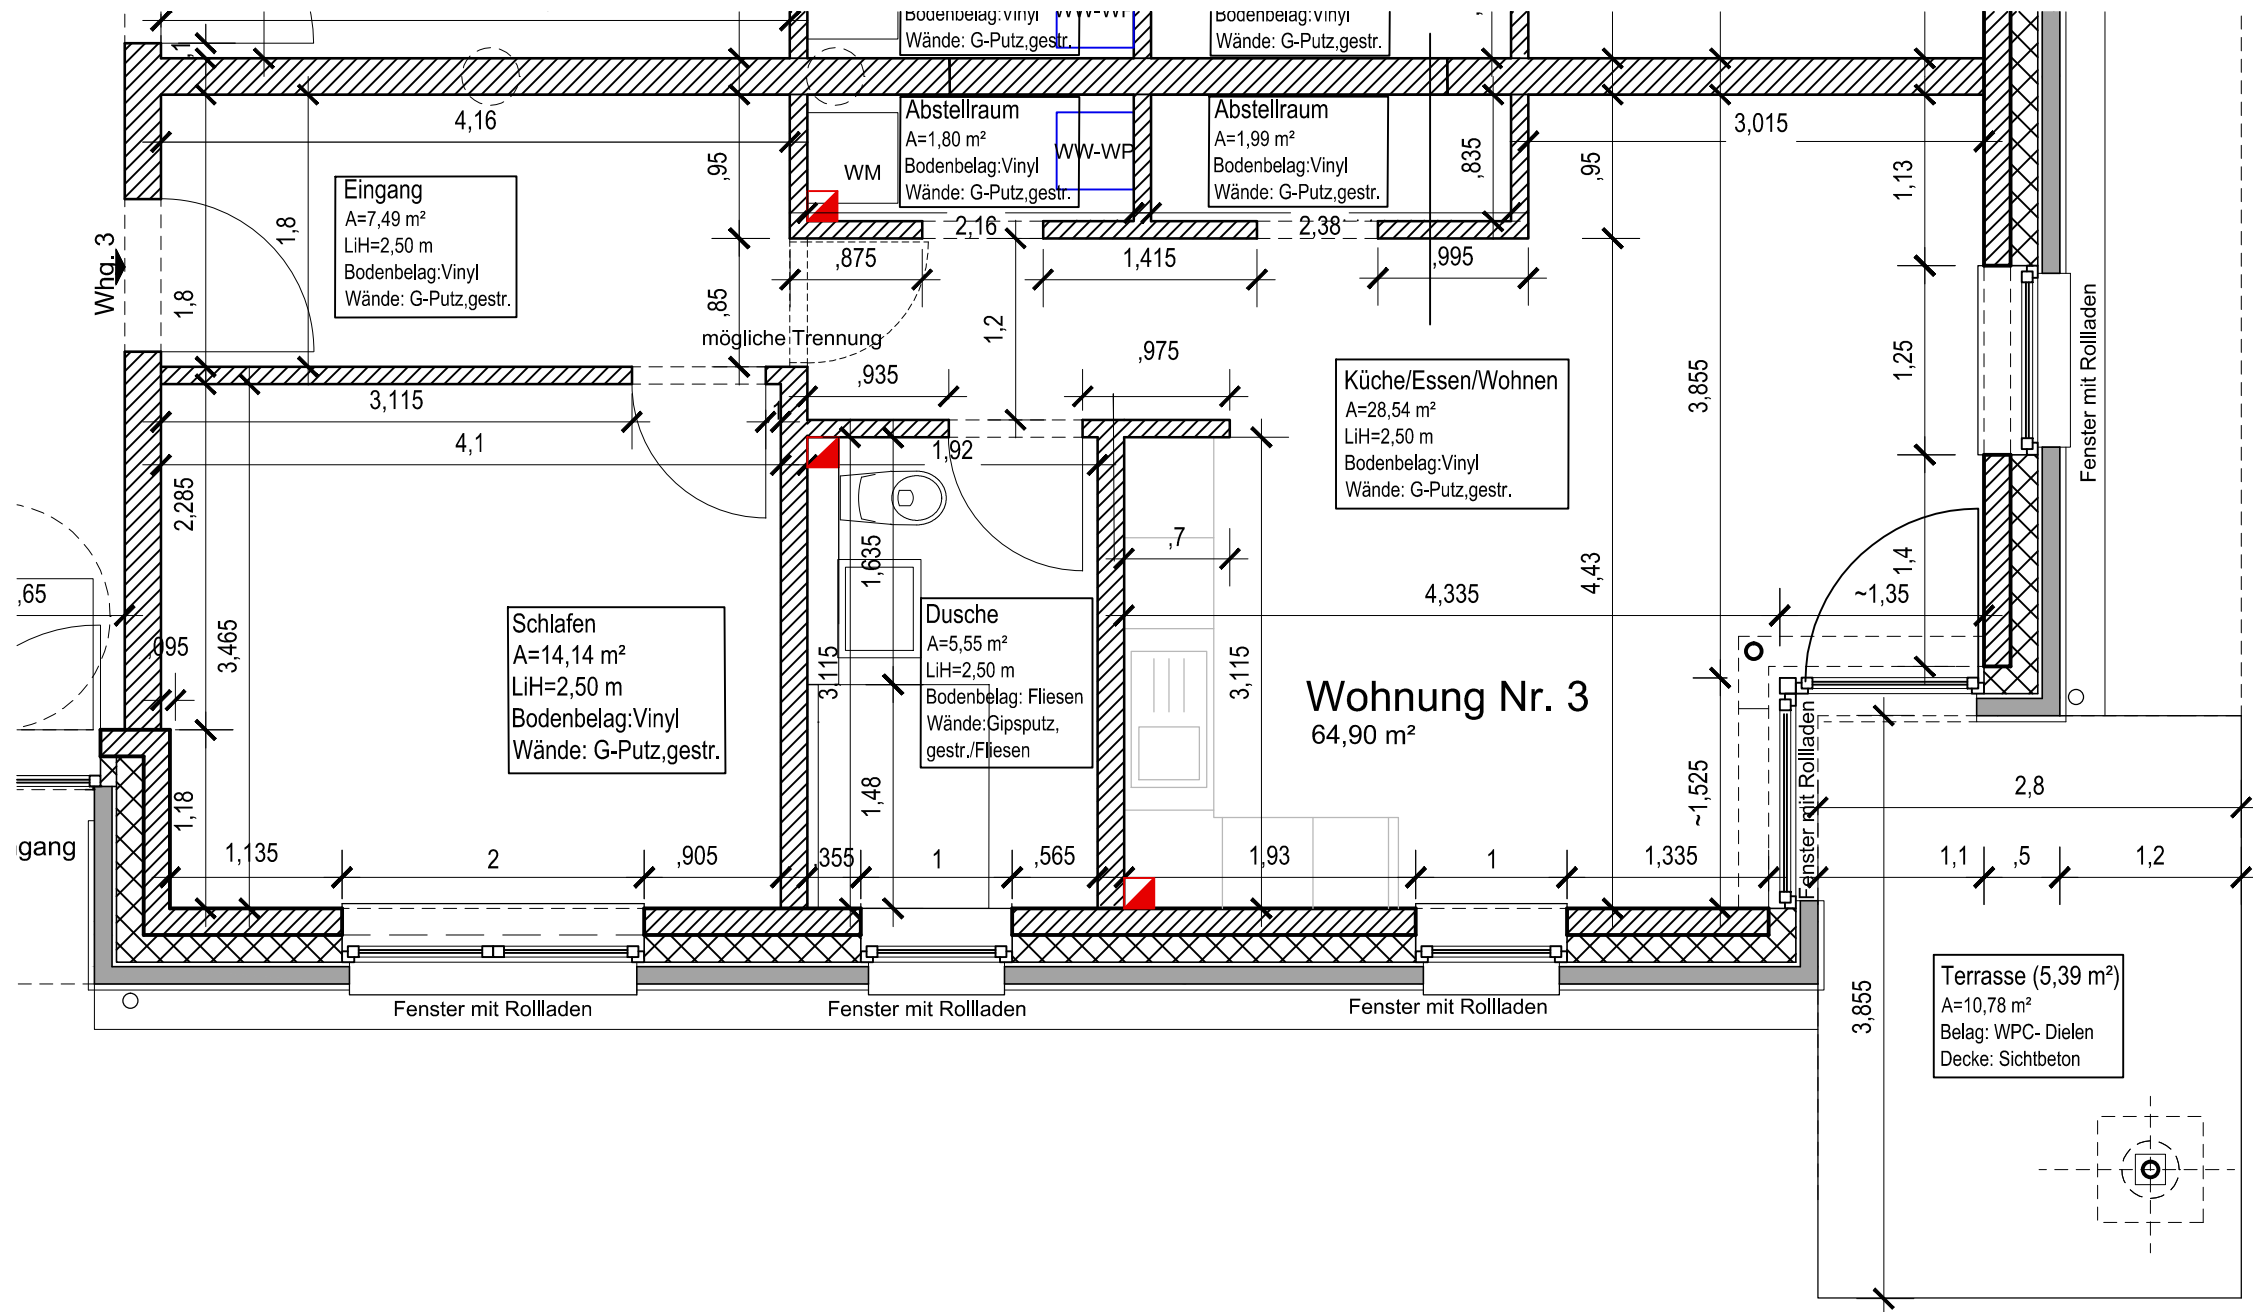 Bodenbelag:Vinyl
Wände: G-Putz,gestr.
WW-WP
Bodenbelag:Vinyl
Wände: G-Putz,gestr.
4,16
Abstellraum
A=1,80 m²
Bodenbelag:Vinyl
Wände: G-Putz,gestr.
WW-WP
WM
Abstellraum
A=1,99 m²
Bodenbelag:Vinyl
Wände: G-Putz,gestr.
3,015
,95
,835
,95
1,13
Eingang
A=7,49 m²
LiH=2,50 m
Bodenbelag:Vinyl
Wände: G-Putz,gestr.
1,8
1,8
Whg. 3
2,16
2,38
,875
1,415
,995
,85
1,2
mögliche Trennung
,935
,975
1,25
Fenster mit Rollladen
3,855
Küche/Essen/Wohnen
A=28,54 m²
LiH=2,50 m
Bodenbelag:Vinyl
Wände: G-Putz,gestr.
3,115
1
4,1
1,92
2,285
,7
1,635
4,43
1,4
,65
4,335
~1,35
,095
3,465
Schlafen
A=14,14 m²
LiH=2,50 m
Bodenbelag:Vinyl
Wände: G-Putz,gestr.
Dusche
A=5,55 m²
LiH=2,50 m
Bodenbelag: Fliesen
Wände:Gipsputz,
gestr./Fliesen
3,115
3,115
Wohnung Nr. 3
64,90 m²
1,18
1,48
~1,525
Fenster mit Rollladen
2,8
gang
1,135
2
,905
,355
1
,565
1,93
1
1,335
1,1
,5
1,2
Fenster mit Rollladen
Fenster mit Rollladen
Fenster mit Rollladen
3,855
Terrasse (5,39 m²)
A=10,78 m²
Belag: WPC- Dielen
Decke: Sichtbeton